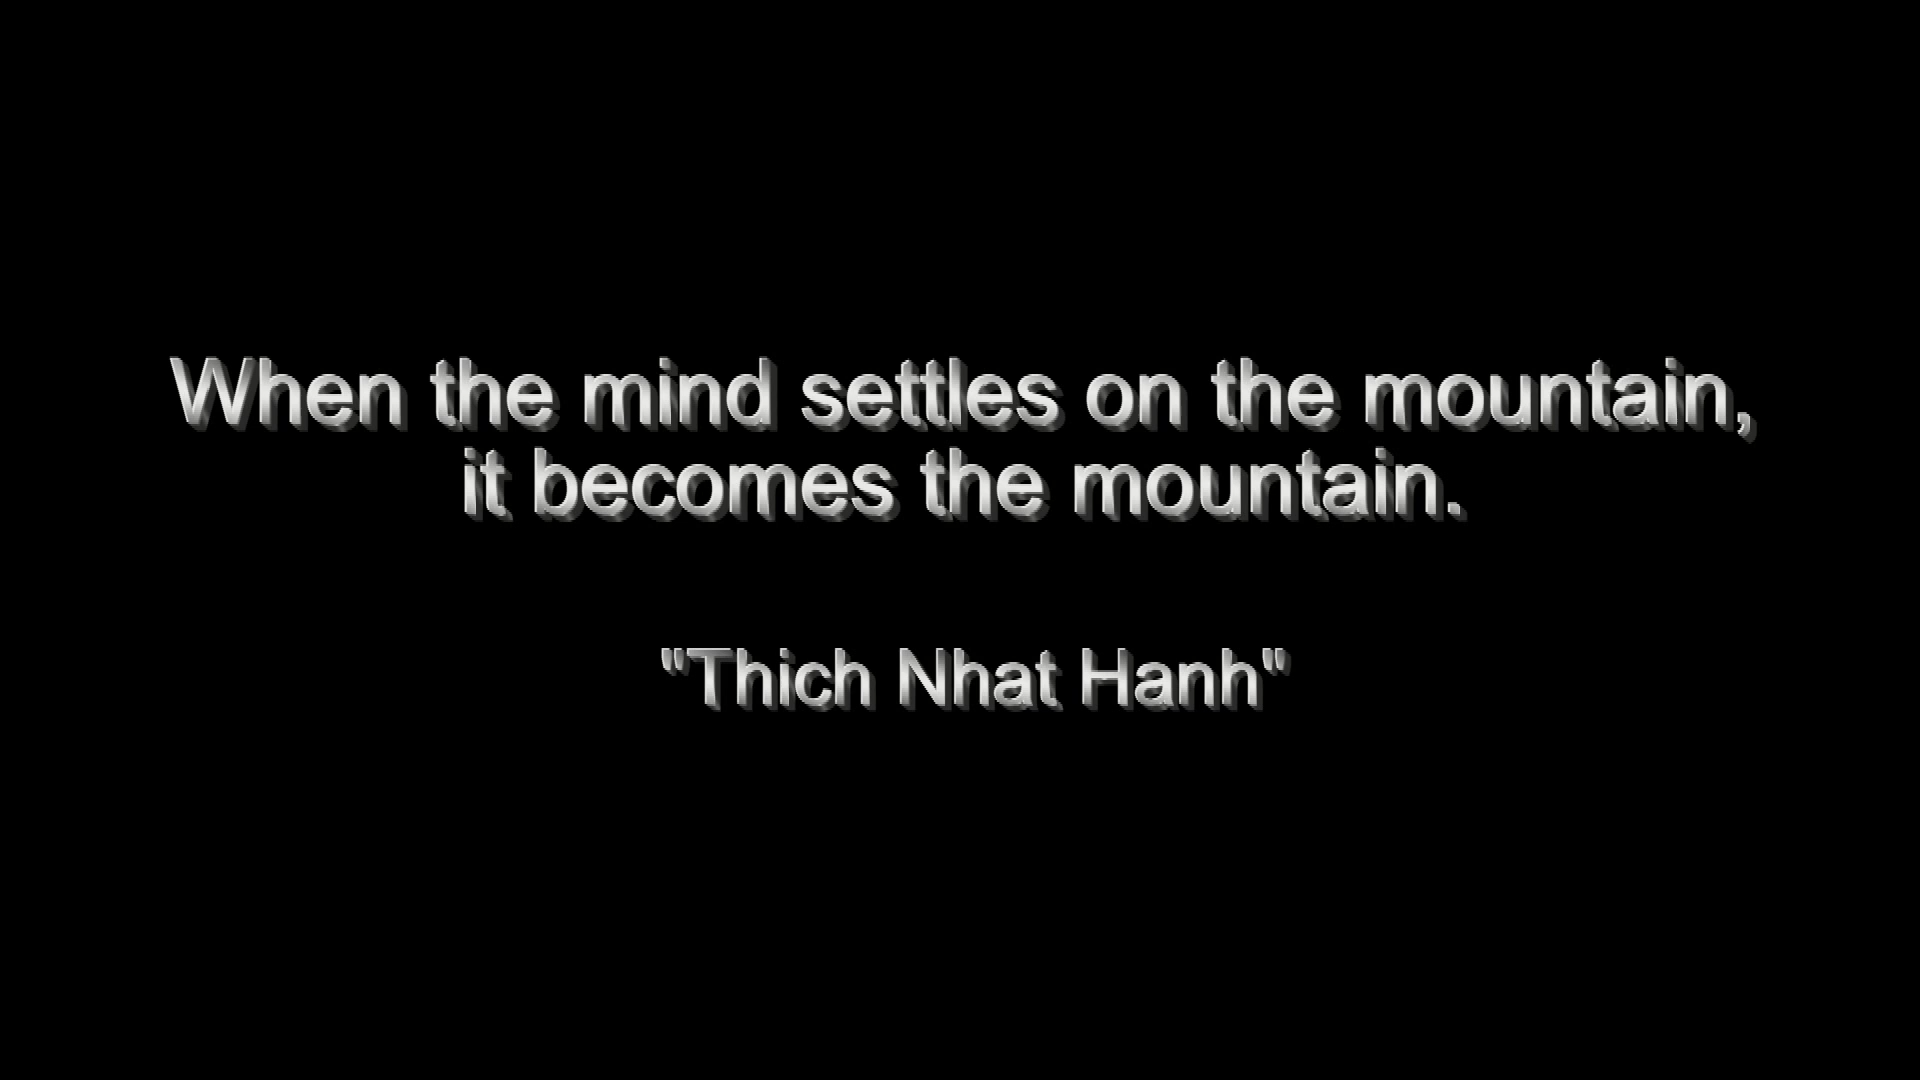 When the mind settles on the mountain,
it becomes the mountain.
"Thich Nhat Hanh"